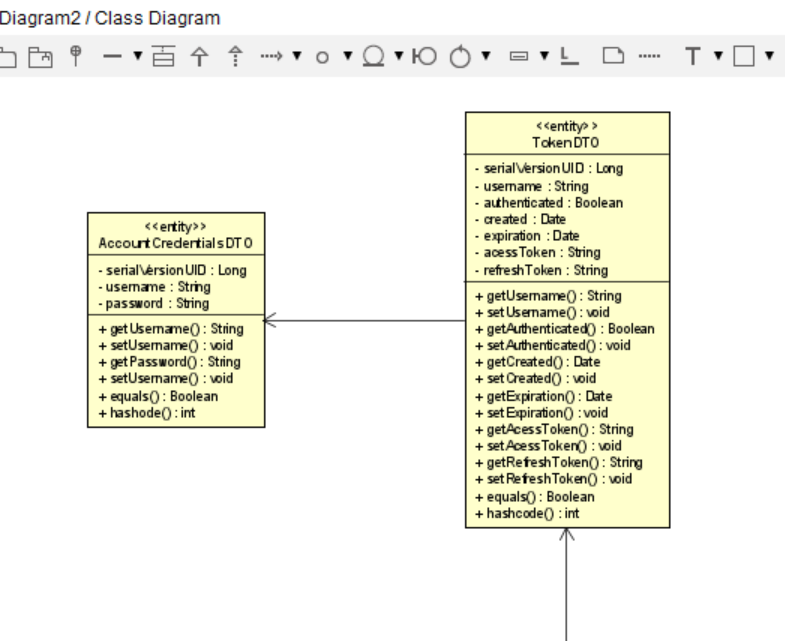 Diagram2 / Class Diagram
T
<<entity>>
TokenDTO
- serialVersionUID : Long
- username : String
- authenticated : Boolean
- created : Date
- expiration : Date
- acessToken : String
- refreshToken : String
+ getUsername() : String
+ setUsername() : void
+ getAuthenticated() : Boolean
+ setAuthenticated() : void
+ getCreated() : Date
+ setCreated() : void
+ getExpiration() : Date
+ setExpiration() : void
+ getAcessToken() : String
+ setAcessToken() : void
+ getRefreshToken() : String
+ setRefreshToken() : void
+ equals() : Boolean
+ hashcode() : int
<<entity>>
AccountCredentialsDTO
- serialVersionUID : Long
- username : String
- password : String
+ getUsername() : String
+ setUsername() : void
+ getPassword() : String
+ setUsername() : void
+ equals() : Boolean
+ hashode() : int